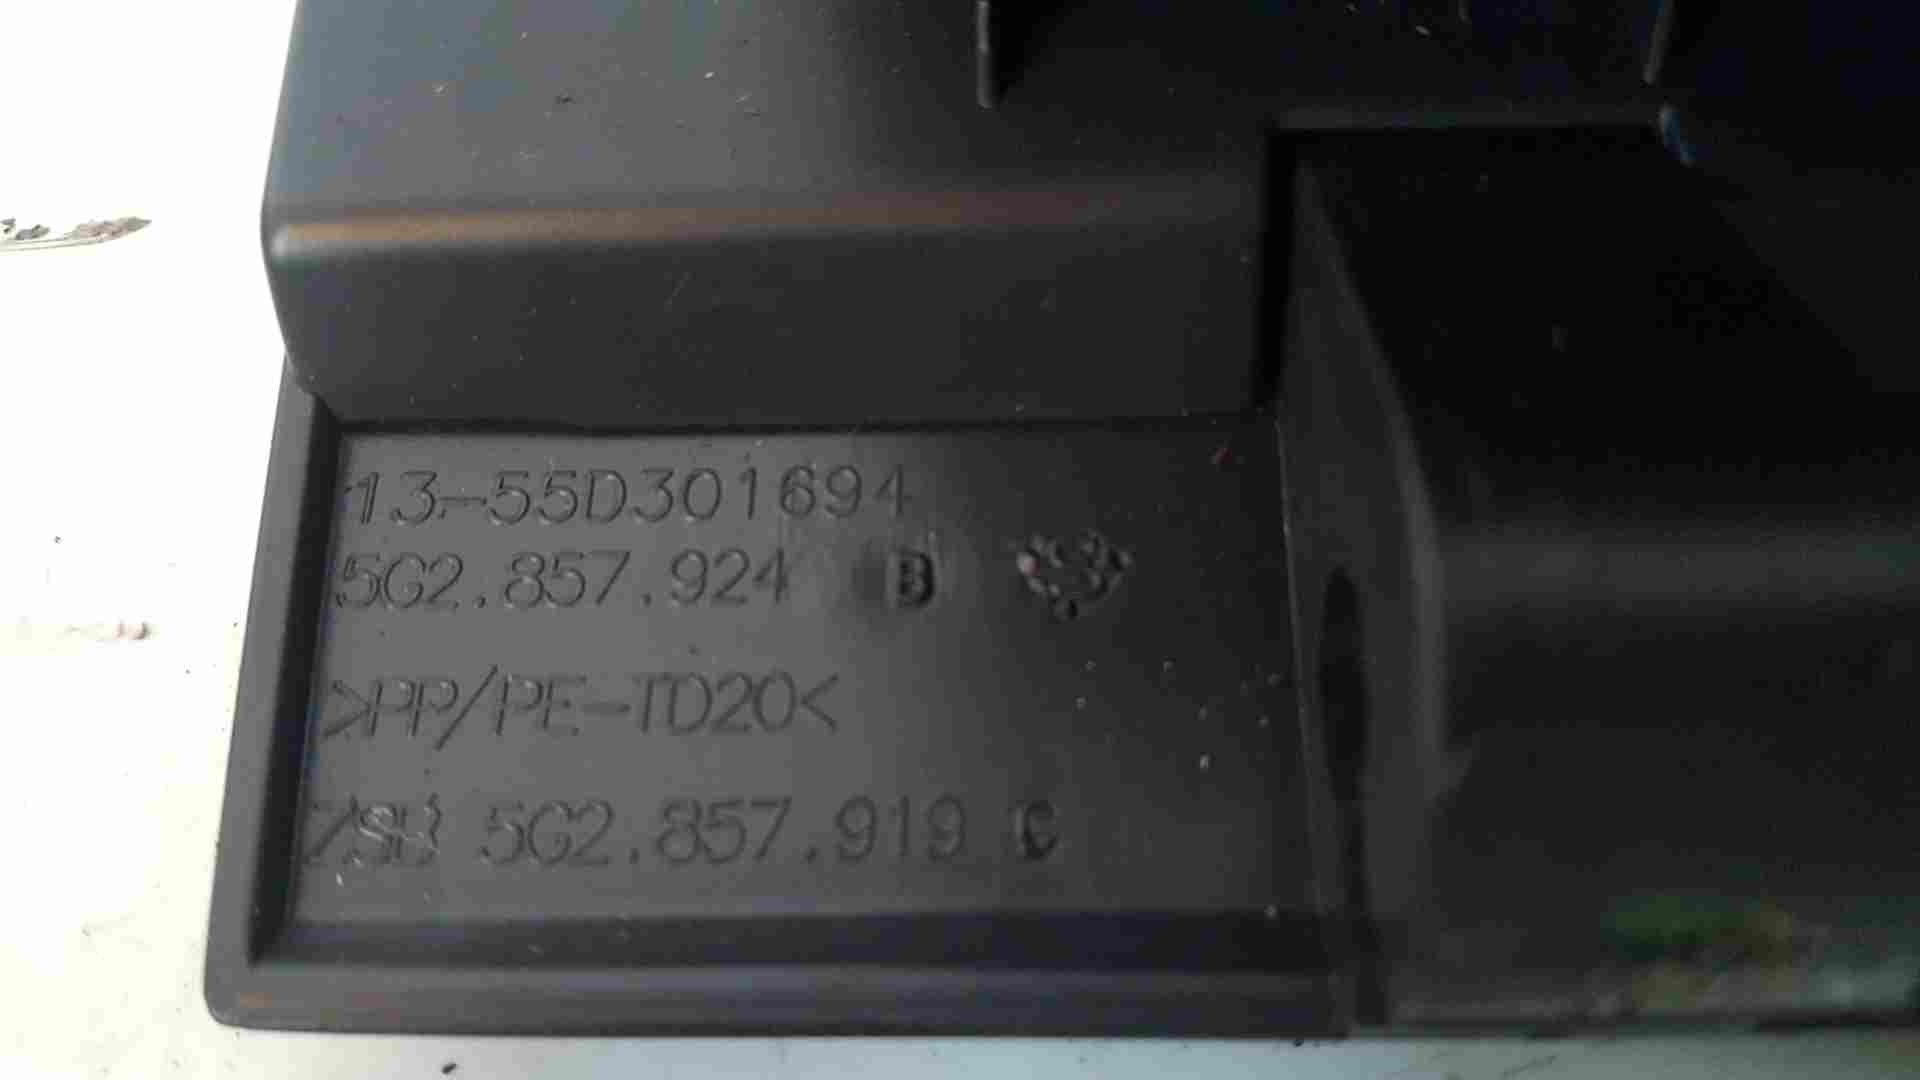 13-55D301694
5G2.857.924 B
>PP/PE-TD20<
ZSB 5G2.857.919 C